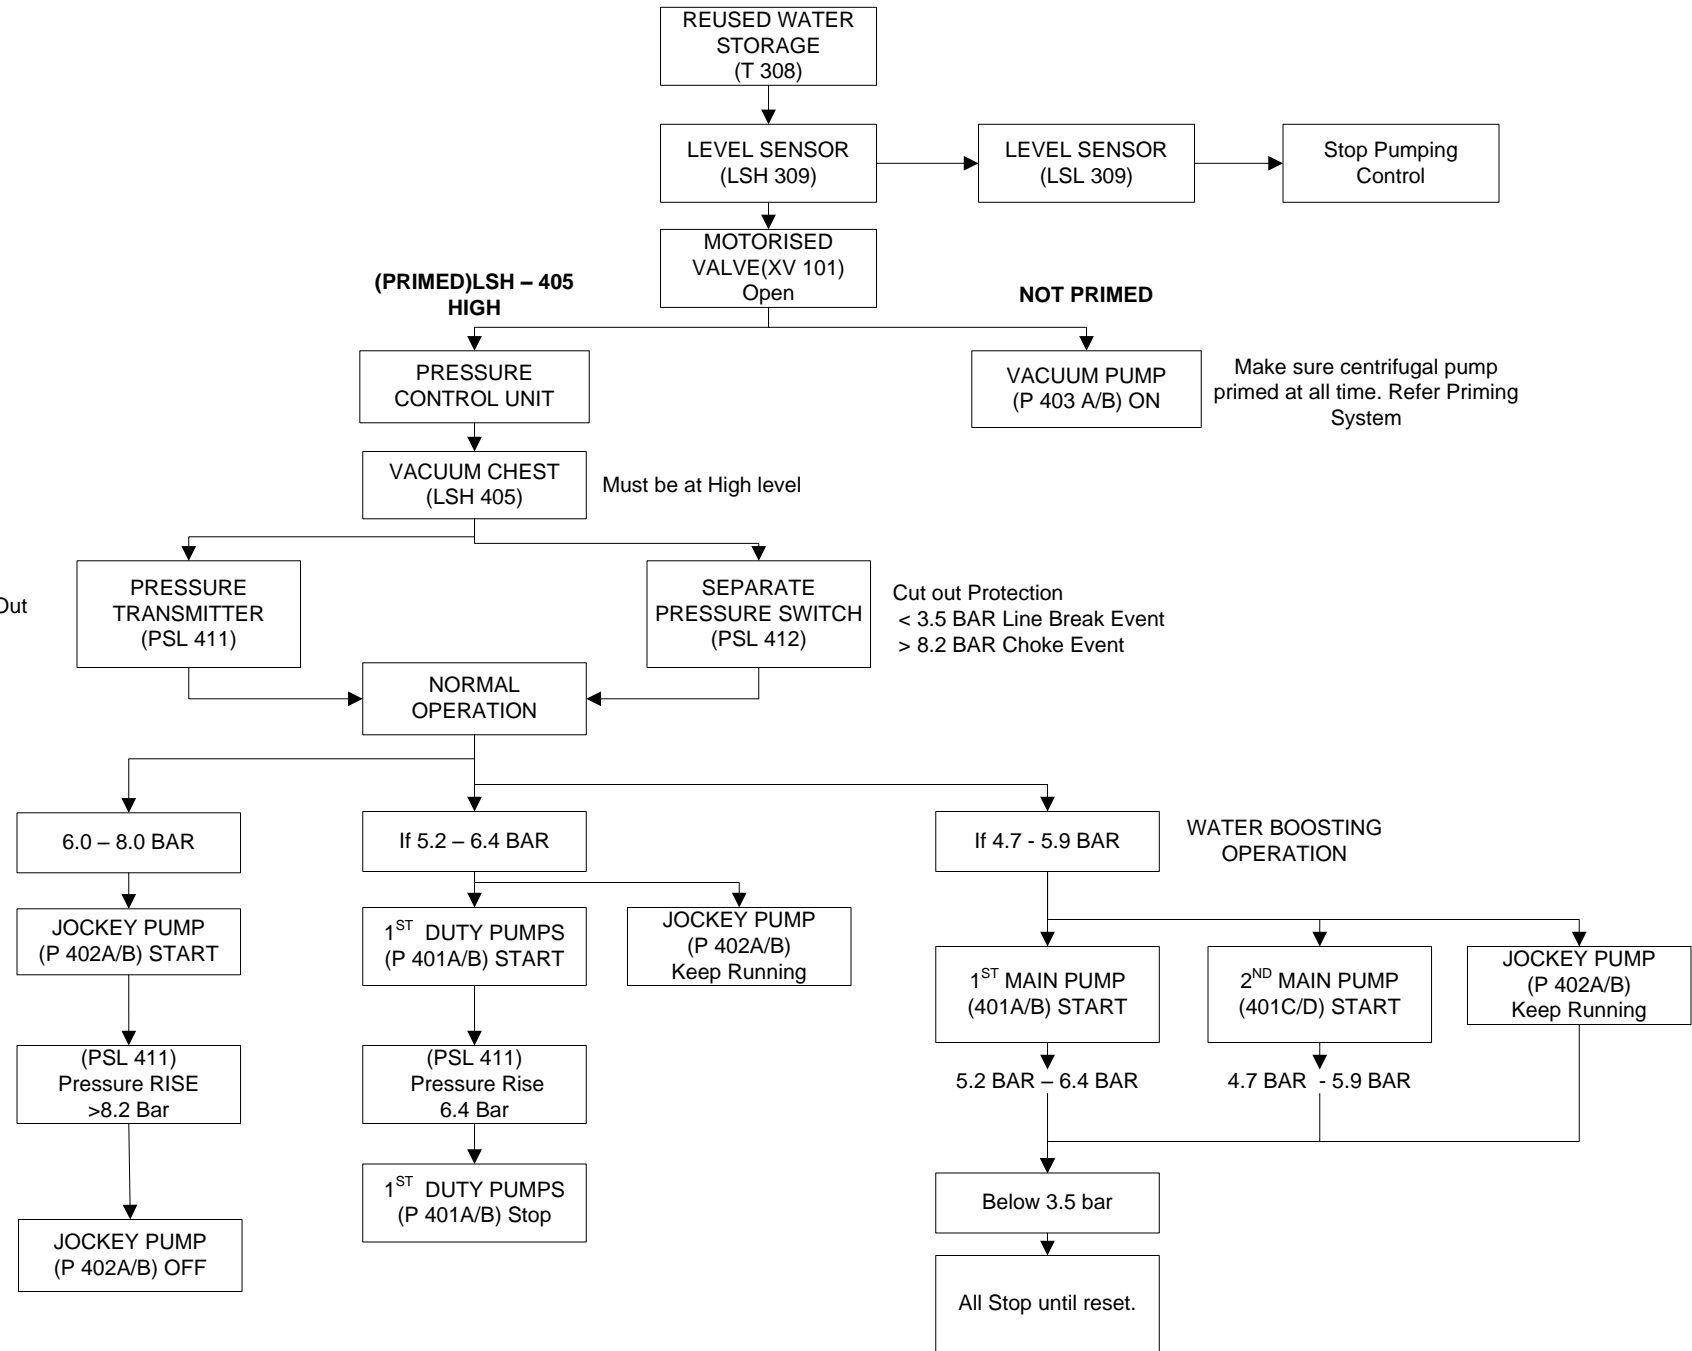 REUSED WATER
STORAGE
(T 308)
LEVEL SENSOR
(LSH 309)
LEVEL SENSOR
(LSL 309)
Stop Pumping
Control
MOTORISED
VALVE(XV 101)
Open
(PRIMED)LSH – 405
HIGH
NOT PRIMED
PRESSURE
CONTROL UNIT
VACUUM PUMP
(P 403 A/B) ON
Make sure centrifugal pump
primed at all time. Refer Priming
System
VACUUM CHEST
(LSH 405)
Must be at High level
Out
PRESSURE
TRANSMITTER
(PSL 411)
SEPARATE
PRESSURE SWITCH
(PSL 412)
Cut out Protection
< 3.5 BAR Line Break Event
> 8.2 BAR Choke Event
NORMAL
OPERATION
6.0 – 8.0 BAR
If 5.2 – 6.4 BAR
If 4.7 - 5.9 BAR
WATER BOOSTING
OPERATION
JOCKEY PUMP
(P 402A/B) START
1ST DUTY PUMPS
(P 401A/B) START
JOCKEY PUMP
(P 402A/B)
Keep Running
1ST MAIN PUMP
(401A/B) START
2ND MAIN PUMP
(401C/D) START
JOCKEY PUMP
(P 402A/B)
Keep Running
(PSL 411)
Pressure RISE
>8.2 Bar
(PSL 411)
Pressure Rise
6.4 Bar
5.2 BAR – 6.4 BAR
4.7 BAR - 5.9 BAR
JOCKEY PUMP
(P 402A/B) OFF
1ST DUTY PUMPS
(P 401A/B) Stop
Below 3.5 bar
All Stop until reset.